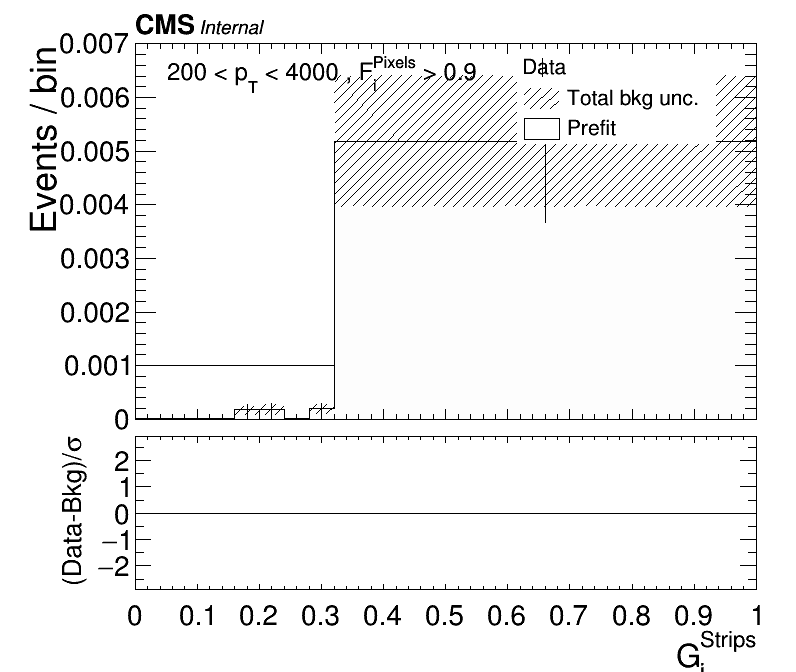 CMS Internal
200 < pT < 4000 , Fi^Pixels > 0.9
Data
Total bkg unc.
Prefit
Events / bin
0.007
0.006
0.005
0.004
0.003
0.002
0.001
0
(Data-Bkg)/σ
2
1
0
−1
−2
0 0.1 0.2 0.3 0.4 0.5 0.6 0.7 0.8 0.9 1
Gi^Strips